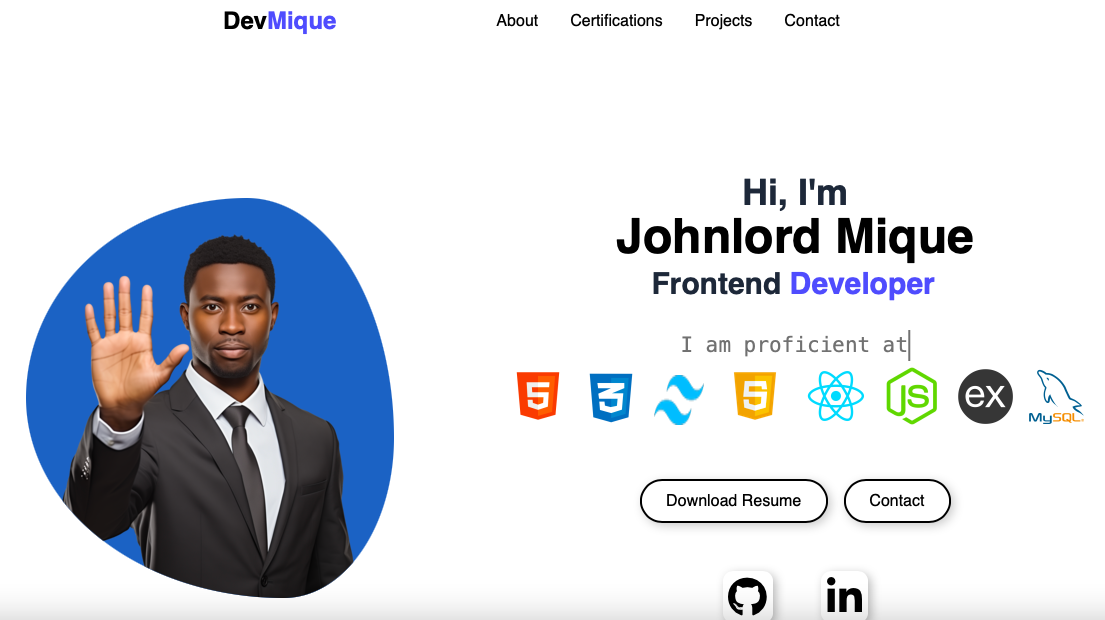 DevMique
About Certifications Projects Contact
Hi, I'm
Johnlord Mique
Frontend Developer
I am proficient at
5 3 S JS ex MySQL
Download Resume Contact
in